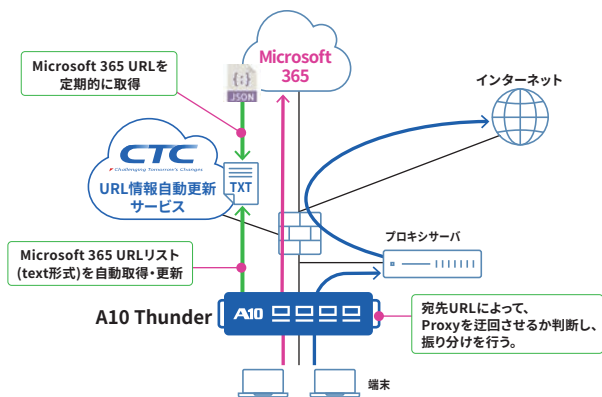 Microsoft 365 URLを
定期的に取得
{;}
JSON
Microsoft
365
インターネット
CTC
Challenging Tomorrow's Changes
URL情報自動更新
サービス
TXT
プロキシサーバ
Microsoft 365 URLリスト
(text形式)を自動取得・更新
A10 Thunder
A10
宛先URLによって、
Proxyを迂回させるか判断し、
振り分けを行う。
端末